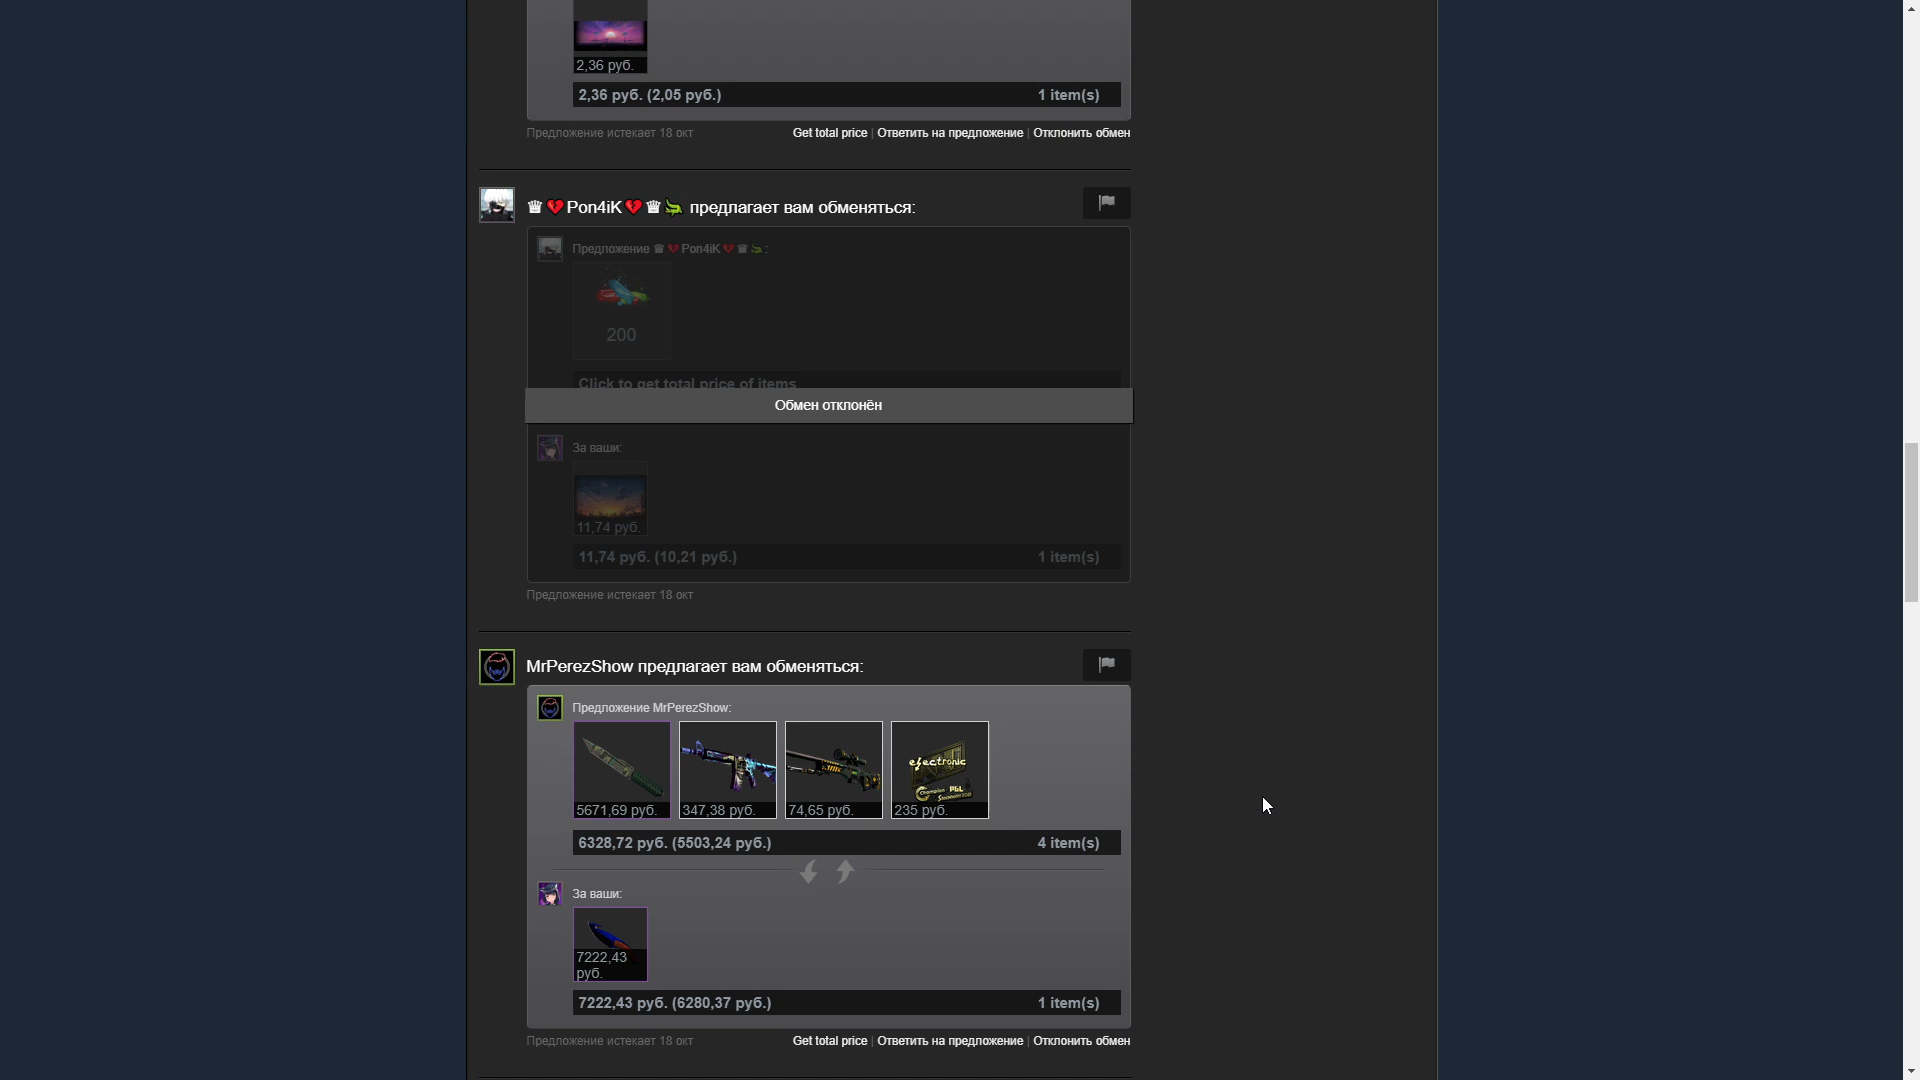 2,36 руб.
2,36 руб. (2,05 руб.) 1 item(s)
Предложение истекает 18 окт Get total price | Ответить на предложение | Отклонить обмен
♛💔Pon4iK💔♛🐊 предлагает вам обменяться:
Предложение ♛💔Pon4iK💔♛🐊:
200
Click to get total price of items
Обмен отклонён
За ваши:
11,74 руб.
11,74 руб. (10,21 руб.) 1 item(s)
Предложение истекает 18 окт
MrPerezShow предлагает вам обменяться:
Предложение MrPerezShow:
electronic
Champion PGL
5671,69 руб. 347,38 руб. 74,65 руб. 235 руб.
6328,72 руб. (5503,24 руб.) 4 item(s)
За ваши:
7222,43
руб.
7222,43 руб. (6280,37 руб.) 1 item(s)
Предложение истекает 18 окт Get total price | Ответить на предложение | Отклонить обмен